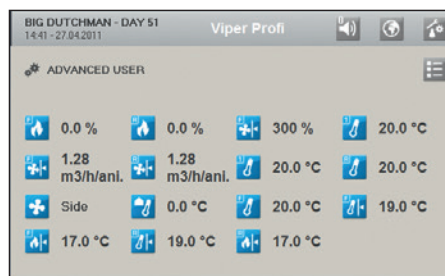 BIG DUTCHMAN - DAY 51
14:41 - 27.04.2011
Viper Profi
ADVANCED USER
0.0 % 0.0 % 300 % 20.0 °C
1.28 m3/h/ani. 1.28 m3/h/ani. 20.0 °C 20.0 °C
Side 0.0 °C 20.0 °C 19.0 °C
17.0 °C 19.0 °C 17.0 °C